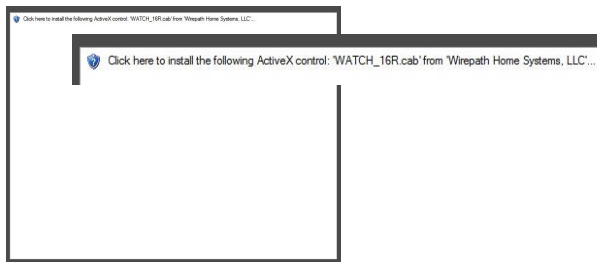 Click here to install the following ActiveX control: 'WATCH_16R.cab' from 'Wirepath Home Systems, LLC'...
Click here to install the following ActiveX control: 'WATCH_16R.cab' from 'Wirepath Home Systems, LLC'...